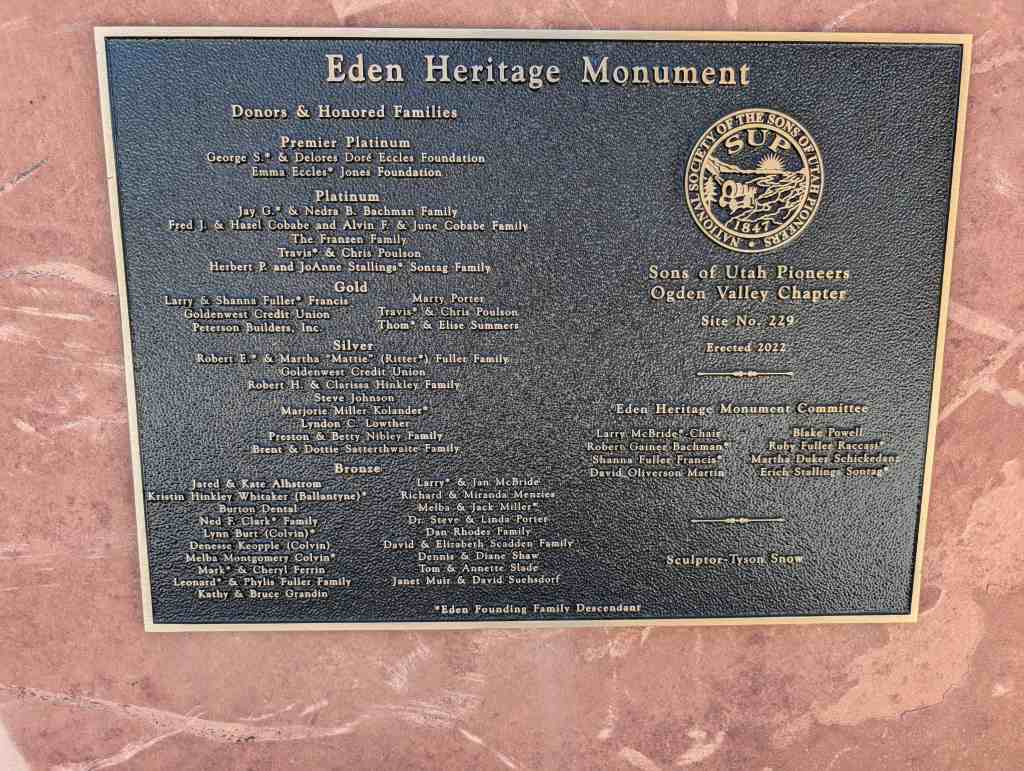 Eden Heritage Monument
Donors & Honored Families
Premier Platinum
George S.* & Delores Doré Eccles Foundation
Emma Eccles* Jones Foundation
Platinum
Jay G.* & Nedra B. Bachman Family
Fred J. & Hazel Cobabe and Alvin F. & June Cobabe Family
The Franzen Family
Travis* & Chris Poulson
Herbert P. and JoAnne Stallings* Sontag Family
Gold
Larry & Shanna Fuller* Francis
Goldenwest Credit Union
Peterson Builders, Inc.
Marty Porter
Travis* & Chris Poulson
Thom* & Elise Summers
Silver
Robert E.* & Martha "Mattie" (Ritter*) Fuller Family
Goldenwest Credit Union
Robert H. & Clarissa Hinkley Family
Steve Johnson
Marjorie Miller Kolander*
Lyndon C. Lowther
Preston & Betty Nibley Family
Brent & Dottie Satterthwaite Family
Bronze
Jared & Kate Allstrom
Kristin Hinkley Whitaker (Ballantyne)*
Burton Dental
Ned F. Clark* Family
Lynn Burt (Colvin)*
Denesse Keopple (Colvin)
Melba Montgomery Colvin*
Mark* & Cheryl Ferrin
Leonard* & Phylis Fuller Family
Kathy & Bruce Grandin
Larry* & Jan McBride
Richard & Miranda Menzies
Melba & Jack Miller*
Dr. Steve & Linda Porter
Dan Rhodes Family
David & Elizabeth Scadden Family
Dennis & Diane Shaw
Tom & Annette Slade
Janet Muir & David Suehsdorf
*Eden Founding Family Descendant
NATIONAL SOCIETY OF THE SONS OF UTAH PIONEERS
SUP
1847
Sons of Utah Pioneers
Ogden Valley Chapter
Site No. 229
Erected 2022
Eden Heritage Monument Committee
Larry McBride*-Chair
Robert Gainer Bachman*
Shanna Fuller Francis*
David Oliverson Martin
Blake Powell
Ruby Fuller Raccasi*
Martha Duker Schickedanz
Erich Stallings Sontag*
Sculptor-Tyson Snow